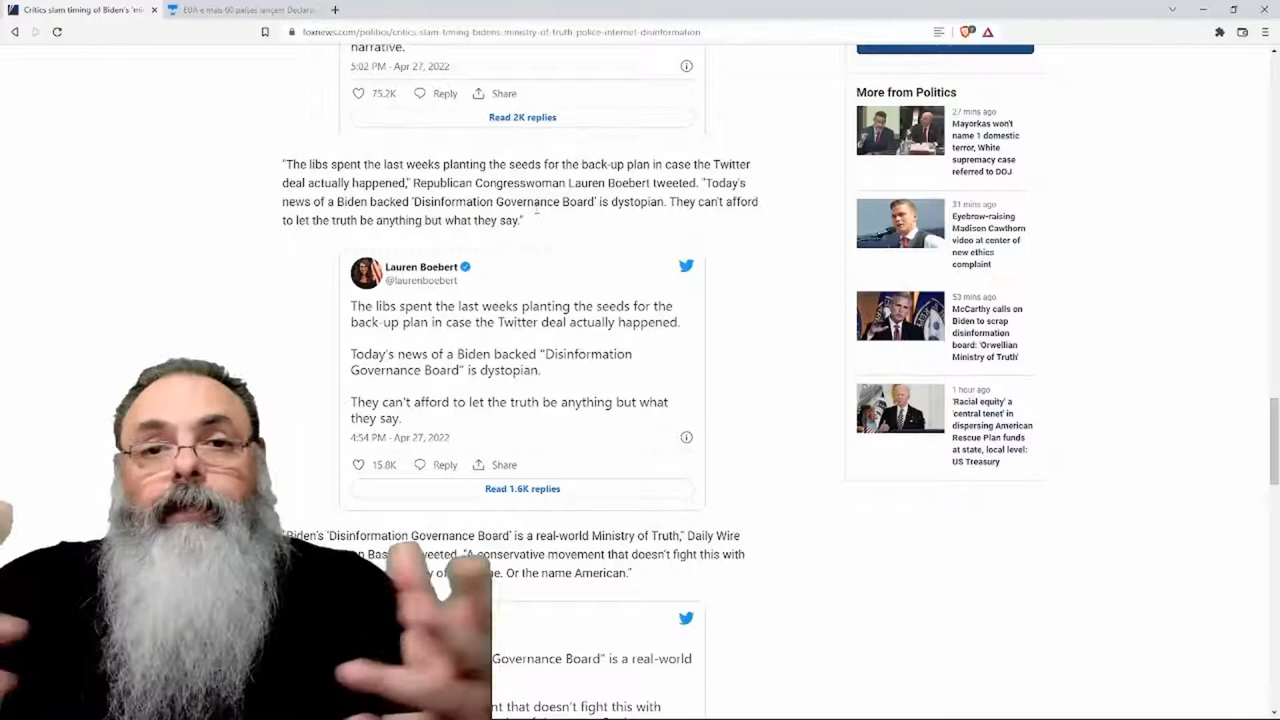 Critics slam timing of Biden's 'mi
EUA e mais 60 países lançam Declara
foxnews.com/politics/critics-slam-timing-bidens-ministry-of-truth-police-internet-disinformation
narrative.
5:02 PM · Apr 27, 2022
75.2K Reply Share
Read 2K replies
"The libs spent the last weeks planting the seeds for the back-up plan in case the Twitter
deal actually happened," Republican Congresswoman Lauren Boebert tweeted. "Today's
news of a Biden backed 'Disinformation Governance Board' is dystopian. They can't afford
to let the truth be anything but what they say."
Lauren Boebert
@laurenboebert
The libs spent the last weeks planting the seeds for the
back-up plan in case the Twitter deal actually happened.
Today's news of a Biden backed "Disinformation
Governance Board" is dystopian.
They can't afford to let the truth be anything but what
they say.
4:54 PM · Apr 27, 2022
15.8K Reply Share
Read 1.6K replies
"Biden's 'Disinformation Governance Board' is a real-world Ministry of Truth," Daily Wire
tweeted. "A conservative movement that doesn't fight this with
Or the name American."
Governance Board" is a real-world
nt that doesn't fight this with
More from Politics
27 mins ago
Mayorkas won't
name 1 domestic
terror, White
supremacy case
referred to DOJ
31 mins ago
Eyebrow-raising
Madison Cawthorn
video at center of
new ethics
complaint
53 mins ago
McCarthy calls on
Biden to scrap
disinformation
board: 'Orwellian
Ministry of Truth'
1 hour ago
'Racial equity' a
'central tenet' in
dispersing American
Rescue Plan funds
at state, local level:
US Treasury